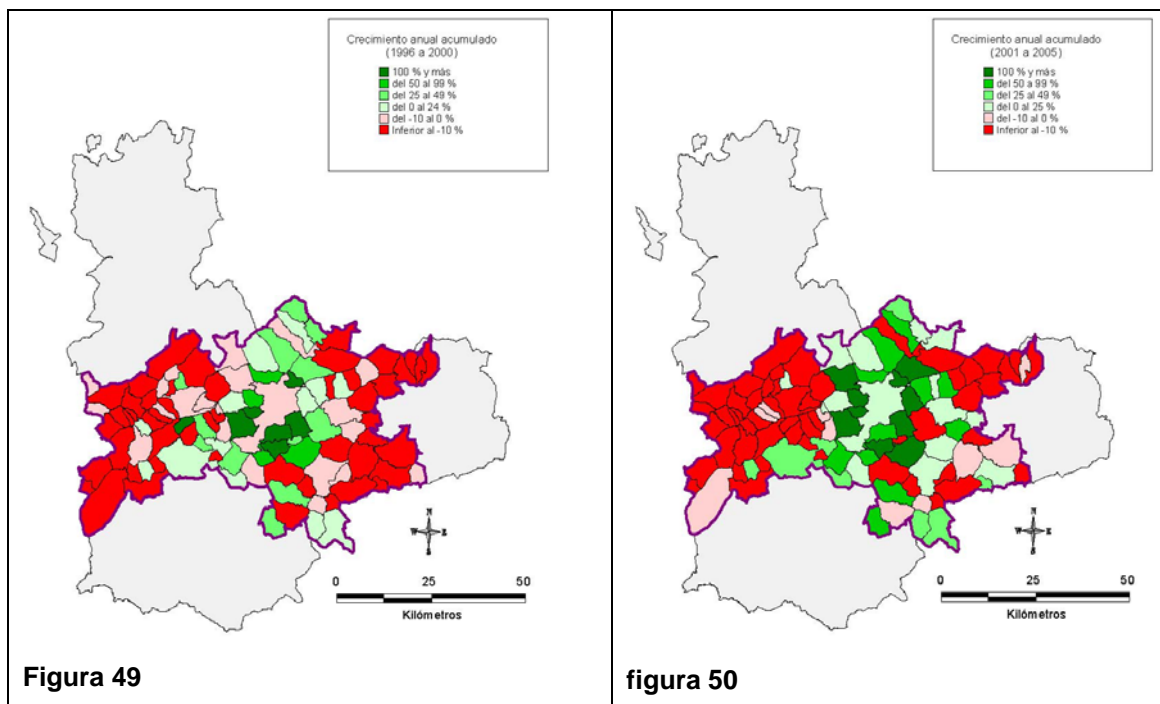 Crecimiento anual acumulado
(1996 a 2000)
100 % y más
del 50 al 99 %
del 25 al 49 %
del 0 al 24 %
del -10 al 0 %
Inferior al -10 %
N
W E
S
0 25 50
Kilómetros
Figura 49
Crecimiento anual acumulado
(2001 a 2005)
100 % y más
del 50 a 99 %
del 25 al 49 %
del 0 al 25 %
del -10 al 0 %
Inferior al -10 %
N
W E
S
0 25 50
Kilómetros
figura 50